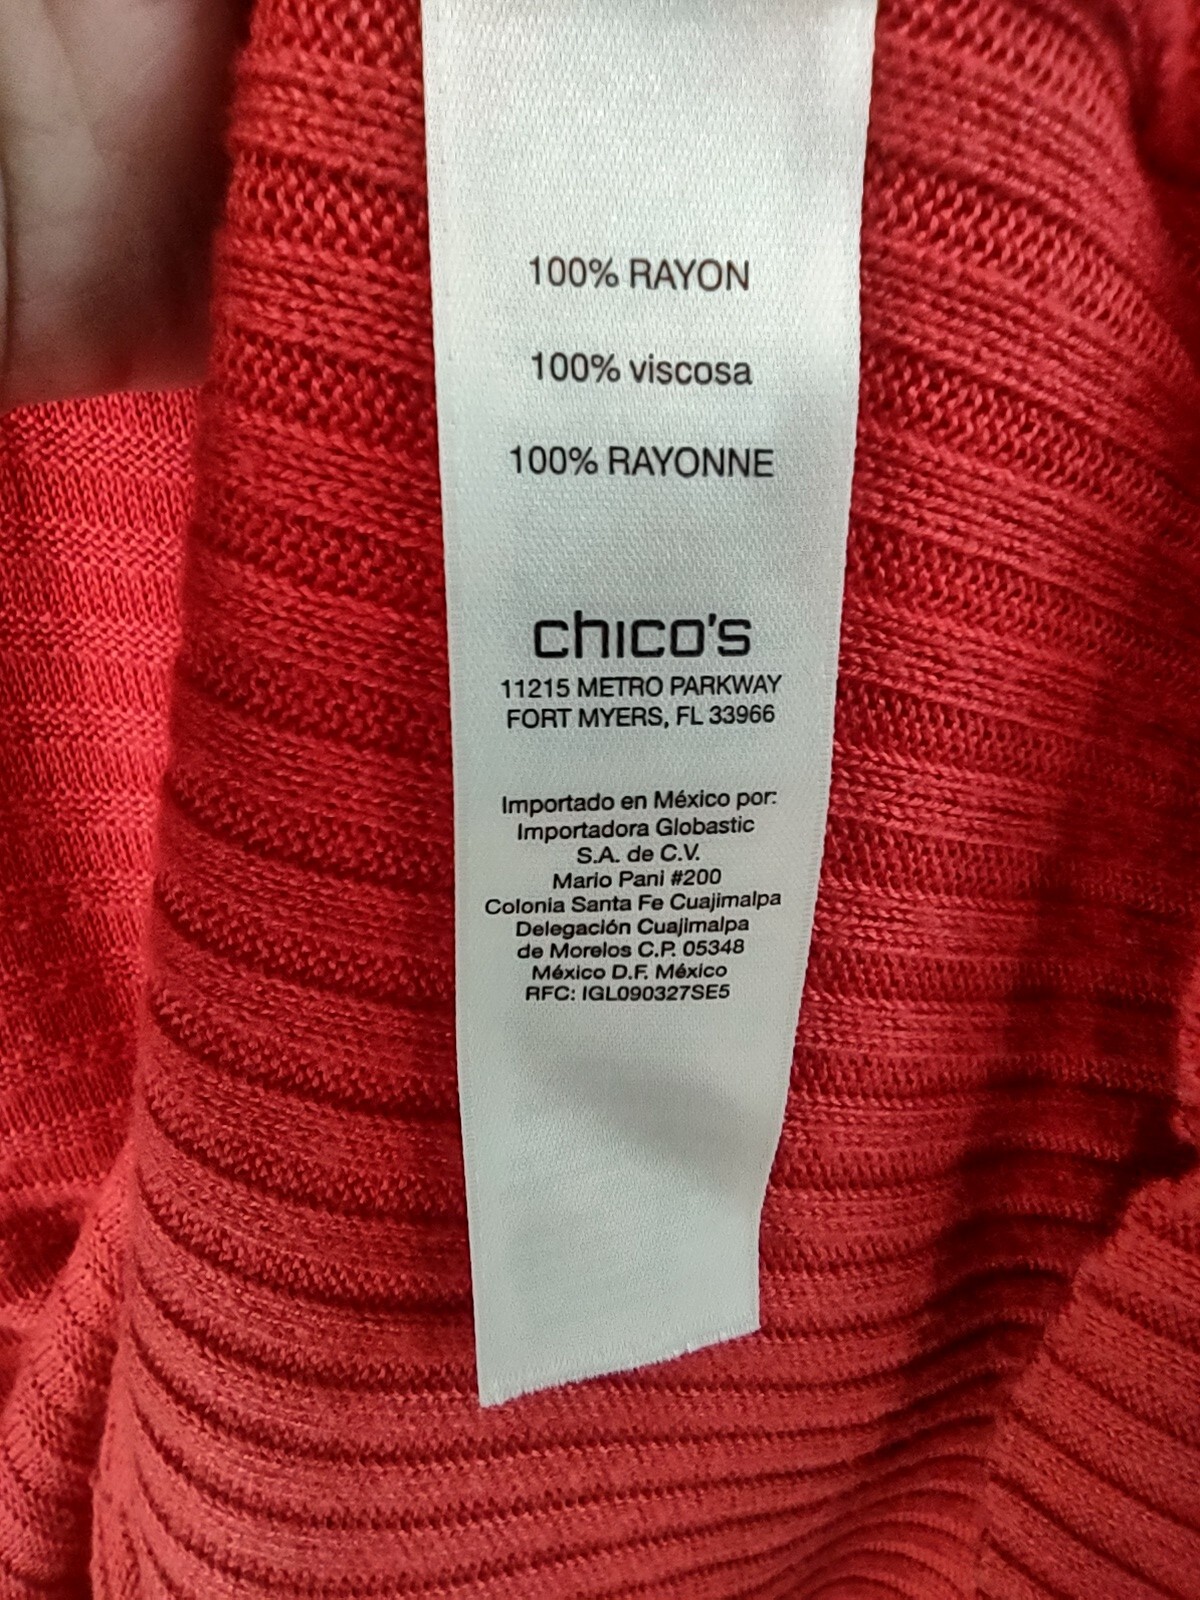 100% RAYON
100% viscosa
100% RAYONNE
chico's
11215 METRO PARKWAY
FORT MYERS, FL 33966
Importado en México por:
Importadora Globastic
S.A. de C.V.
Mario Pani #200
Colonia Santa Fe Cuajimalpa
Delegación Cuajimalpa
de Morelos C.P. 05348
México D.F. México
RFC: IGL090327SE5